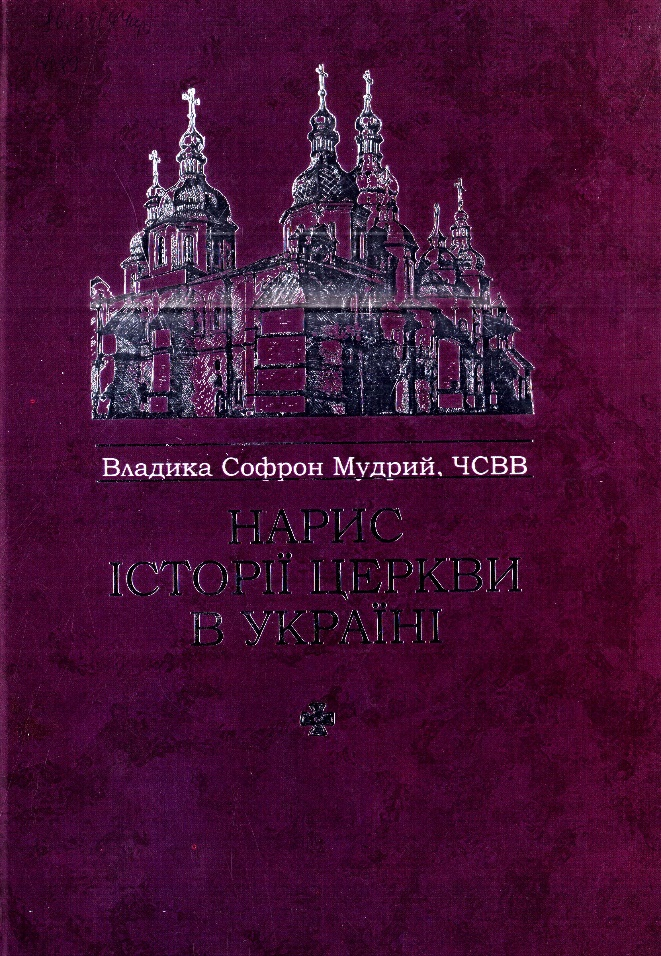 Владика Софрон Мудрий, ЧСВВ
НАРИС
ІСТОРІЇ ЦЕРКВИ
В УКРАЇНІ